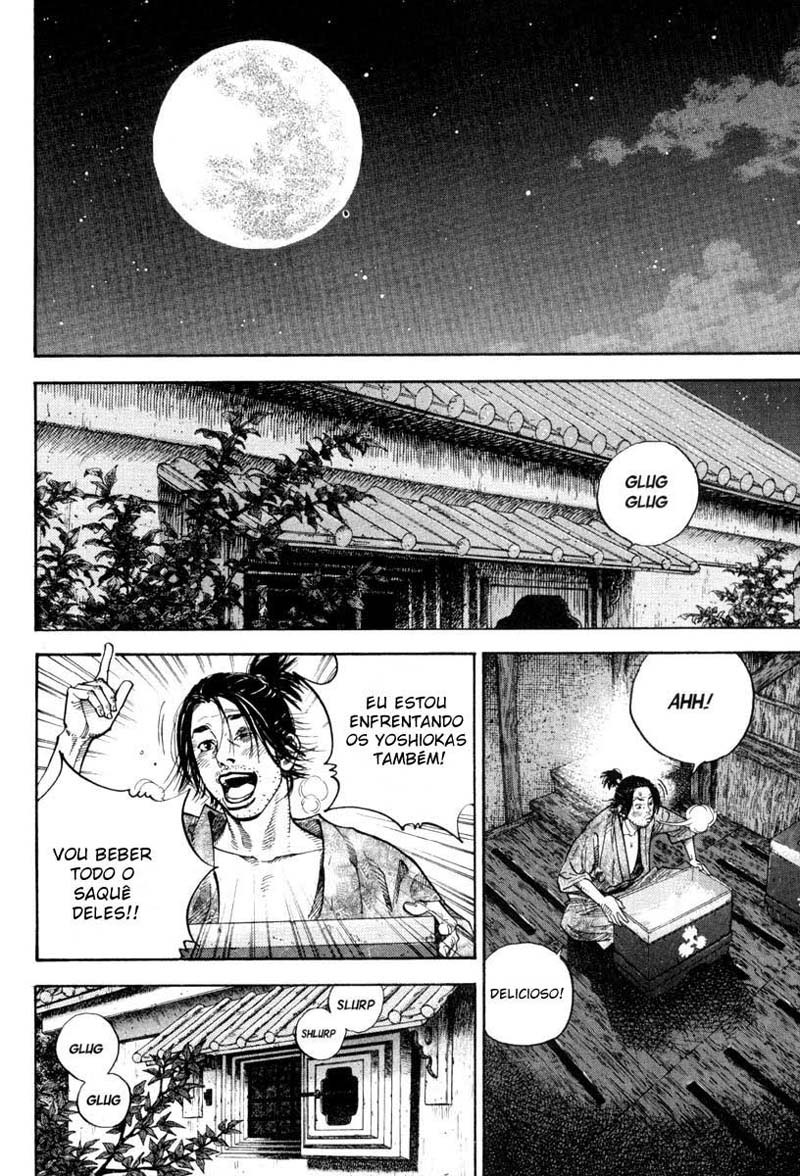 GLUG
GLUG
AHH!
DELICIOSO!
EU ESTOU
ENFRENTANDO
OS YOSHIOKAS
TAMBÉM!
VOU BEBER
TODO O
SAQUÊ
DELES!!
SLURP
SHLURP
GLUG
GLUG